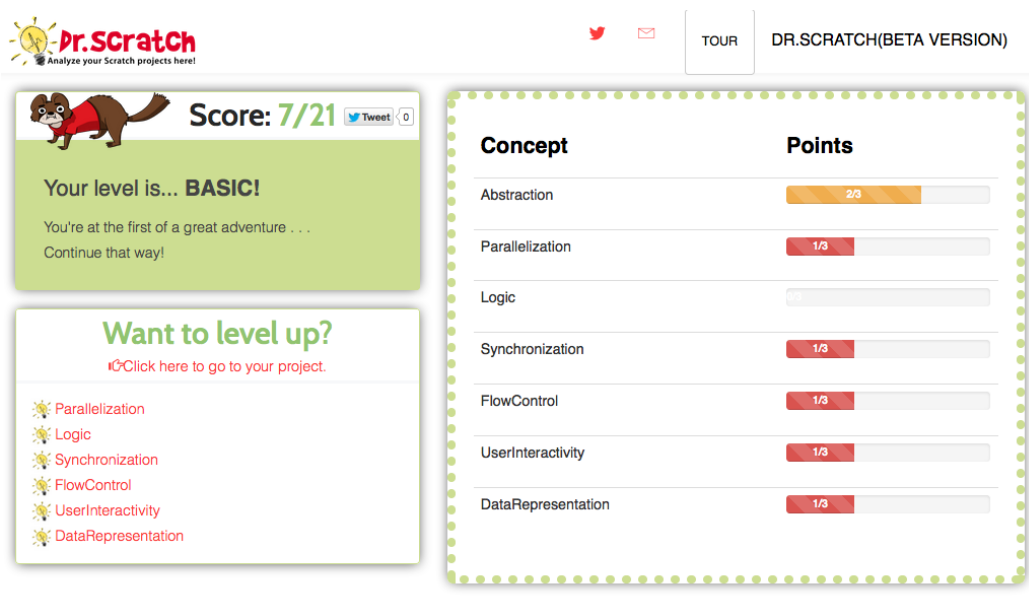 Dr.Scratch
Analyze your Scratch projects here!
TOUR
DR.SCRATCH(BETA VERSION)
Score: 7/21
Tweet
0
Your level is... BASIC!
You're at the first of a great adventure . . .
Continue that way!
Want to level up?
Click here to go to your project.
Parallelization
Logic
Synchronization
FlowControl
UserInteractivity
DataRepresentation
Concept Points
Abstraction 2/3
Parallelization 1/3
Logic
Synchronization 1/3
FlowControl 1/3
UserInteractivity 1/3
DataRepresentation 1/3